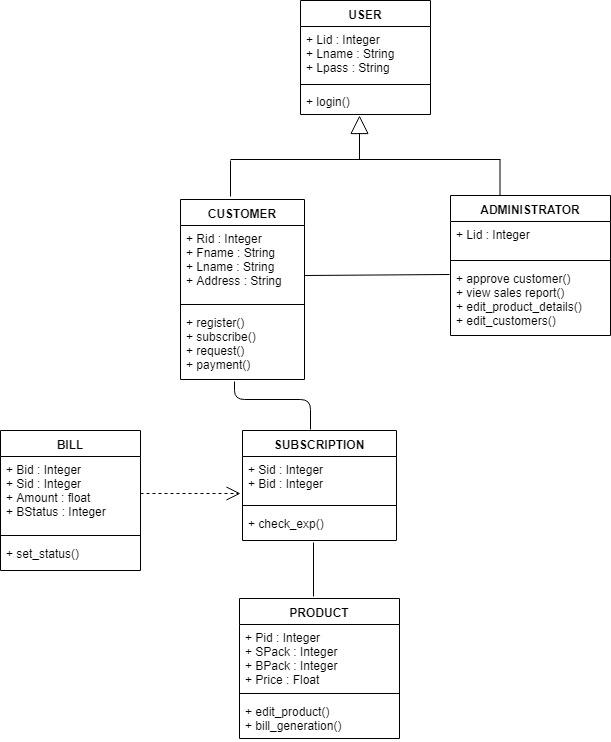 USER
+ Lid : Integer
+ Lname : String
+ Lpass : String
+ login()
CUSTOMER
+ Rid : Integer
+ Fname : String
+ Lname : String
+ Address : String
+ register()
+ subscribe()
+ request()
+ payment()
ADMINISTRATOR
+ Lid : Integer
+ approve customer()
+ view sales report()
+ edit_product_details()
+ edit_customers()
BILL
+ Bid : Integer
+ Sid : Integer
+ Amount : float
+ BStatus : Integer
+ set_status()
SUBSCRIPTION
+ Sid : Integer
+ Bid : Integer
+ check_exp()
PRODUCT
+ Pid : Integer
+ SPack : Integer
+ BPack : Integer
+ Price : Float
+ edit_product()
+ bill_generation()